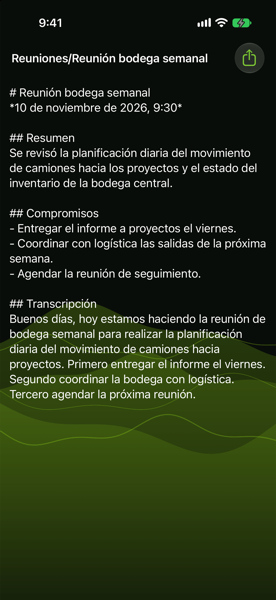 9:41
Reuniones/Reunión bodega semanal
# Reunión bodega semanal
*10 de noviembre de 2026, 9:30*
## Resumen
Se revisó la planificación diaria del movimiento
de camiones hacia los proyectos y el estado del
inventario de la bodega central.
## Compromisos
- Entregar el informe a proyectos el viernes.
- Coordinar con logística las salidas de la próxima
semana.
- Agendar la reunión de seguimiento.
## Transcripción
Buenos días, hoy estamos haciendo la reunión de
bodega semanal para realizar la planificación
diaria del movimiento de camiones hacia
proyectos. Primero entregar el informe el viernes.
Segundo coordinar la bodega con logística.
Tercero agendar la próxima reunión.